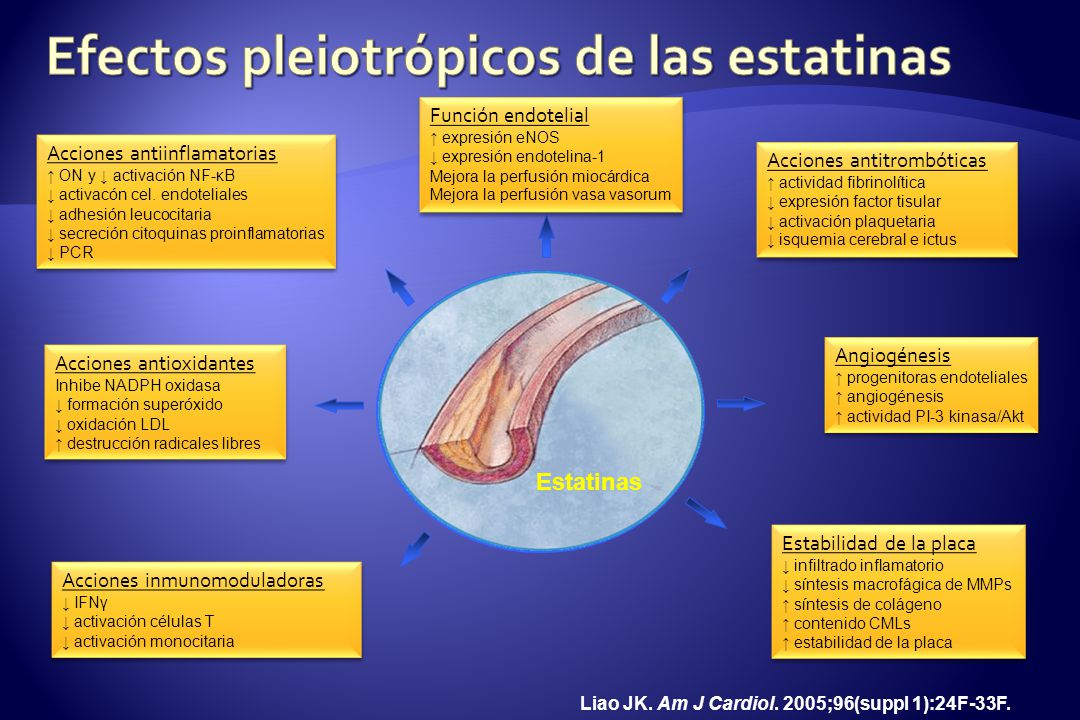 Efectos pleiotrópicos de las estatinas
Función endotelial
↑ expresión eNOS
↓ expresión endotelina-1
Mejora la perfusión miocárdica
Mejora la perfusión vasa vasorum
Acciones antiinflamatorias
↑ ON y ↓ activación NF-κB
↓ activacón cel. endoteliales
↓ adhesión leucocitaria
↓ secreción citoquinas proinflamatorias
↓ PCR
Acciones antitrombóticas
↑ actividad fibrinolítica
↓ expresión factor tisular
↓ activación plaquetaria
↓ isquemia cerebral e ictus
Acciones antioxidantes
Inhibe NADPH oxidasa
↓ formación superóxido
↓ oxidación LDL
↑ destrucción radicales libres
Angiogénesis
↑ progenitoras endoteliales
↑ angiogénesis
↑ actividad PI-3 kinasa/Akt
Estatinas
Acciones inmunomoduladoras
↓ IFNγ
↓ activación células T
↓ activación monocitaria
Estabilidad de la placa
↓ infiltrado inflamatorio
↓ síntesis macrofágica de MMPs
↑ síntesis de colágeno
↑ contenido CMLs
↑ estabilidad de la placa
Liao JK. Am J Cardiol. 2005;96(suppl 1):24F-33F.